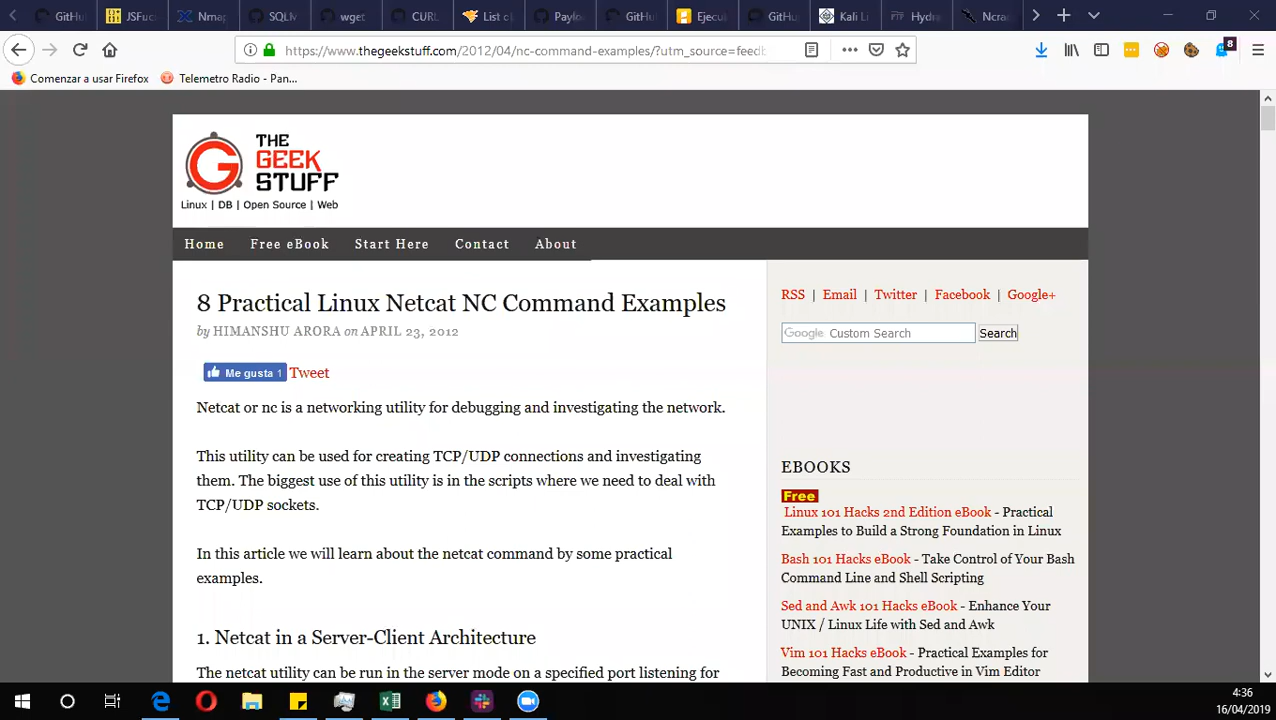 GitHu
JSFuc
Nmap
SQLM
wget
CURL
List c
Paylo
GitHu
Ejecu
GitHu
Kali Li
Hydra
Ncrac
https://www.thegeekstuff.com/2012/04/nc-command-examples/?utm_source=feedb
8
Comenzar a usar Firefox
Telemetro Radio - Pan...
THE
GEEK
STUFF
Linux | DB | Open Source | Web
Home Free eBook Start Here Contact About
8 Practical Linux Netcat NC Command Examples
by HIMANSHU ARORA on APRIL 23, 2012
Me gusta 1 Tweet
Netcat or nc is a networking utility for debugging and investigating the network.
This utility can be used for creating TCP/UDP connections and investigating
them. The biggest use of this utility is in the scripts where we need to deal with
TCP/UDP sockets.
In this article we will learn about the netcat command by some practical
examples.
1. Netcat in a Server-Client Architecture
The netcat utility can be run in the server mode on a specified port listening for
RSS | Email | Twitter | Facebook | Google+
Google Custom Search Search
EBOOKS
Free
Linux 101 Hacks 2nd Edition eBook - Practical
Examples to Build a Strong Foundation in Linux
Bash 101 Hacks eBook - Take Control of Your Bash
Command Line and Shell Scripting
Sed and Awk 101 Hacks eBook - Enhance Your
UNIX / Linux Life with Sed and Awk
Vim 101 Hacks eBook - Practical Examples for
Becoming Fast and Productive in Vim Editor
4:36
16/04/2019